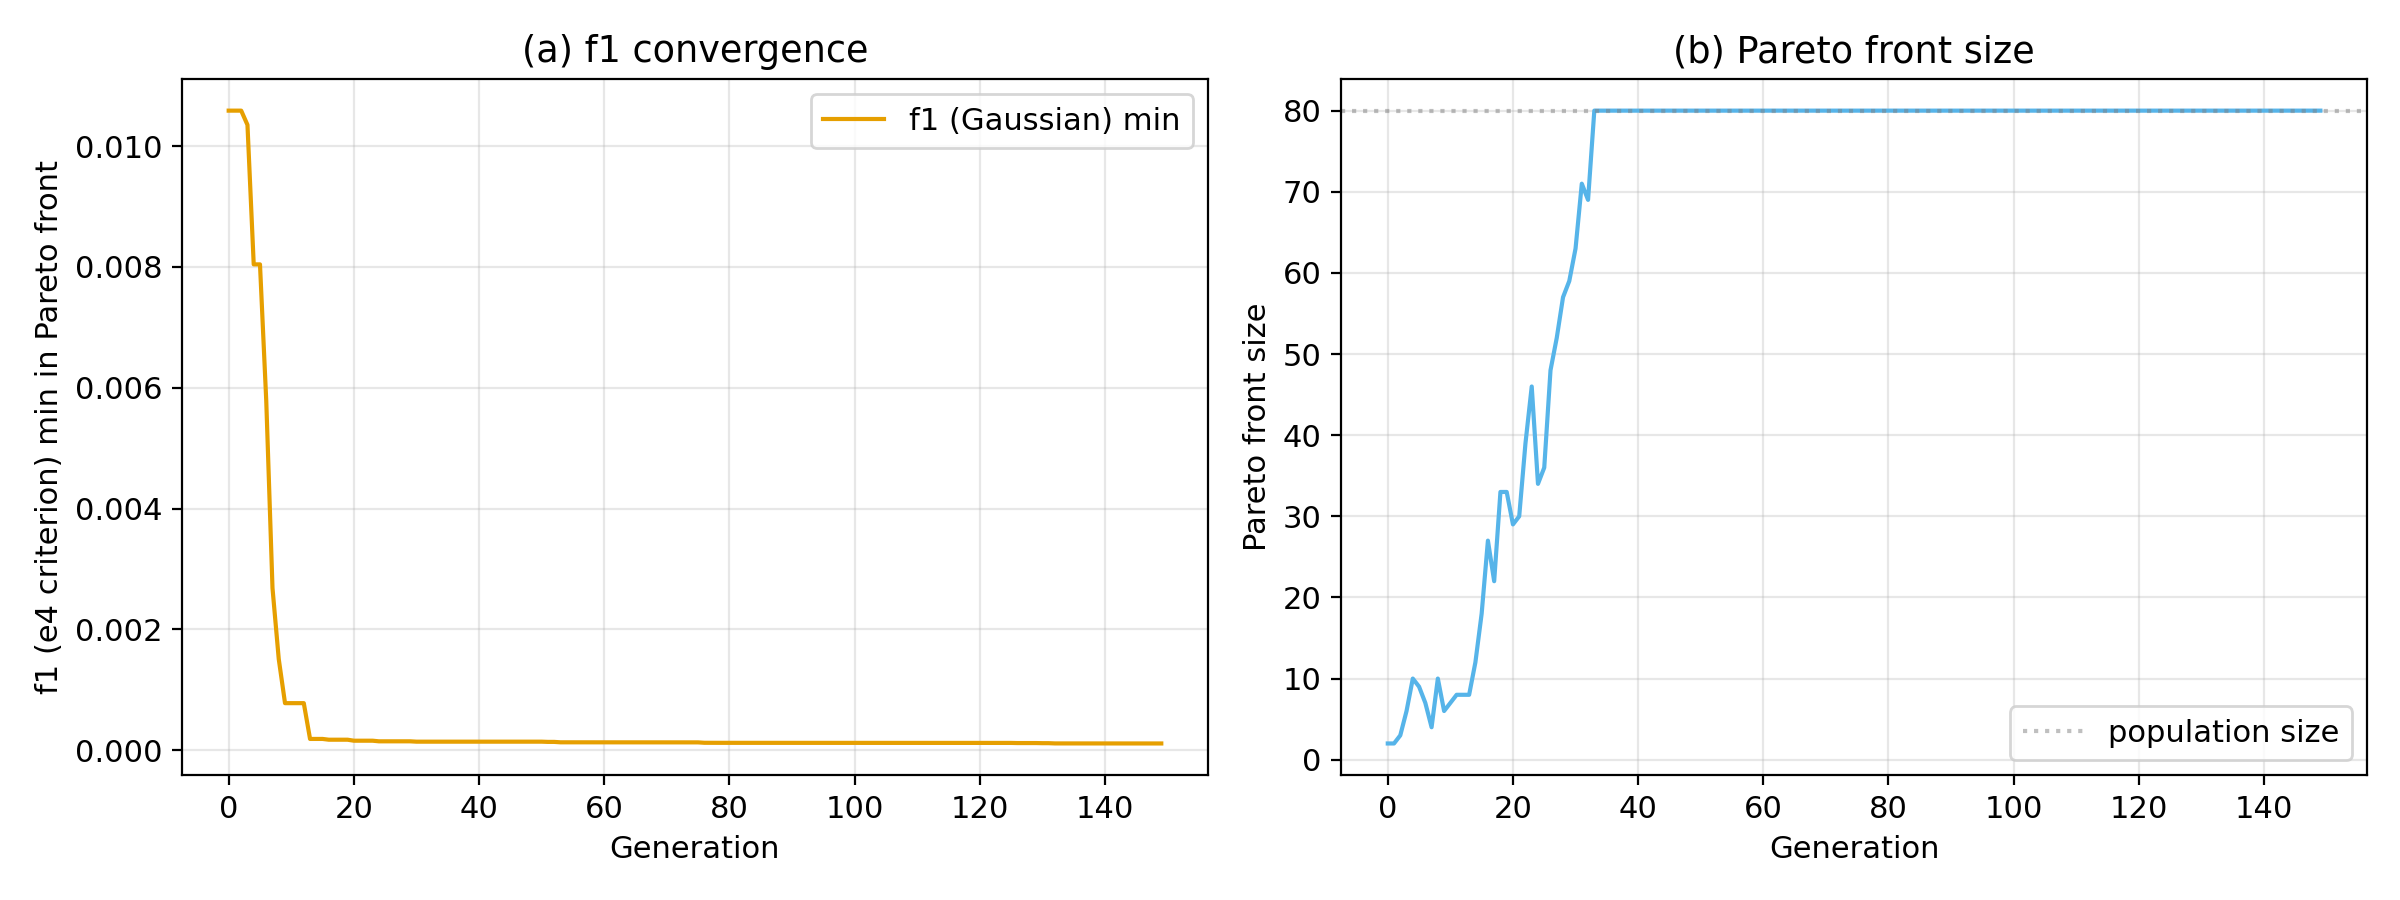 (a) f1 convergence
f1 (e4 criterion) min in Pareto front
0.010
0.008
0.006
0.004
0.002
0.000
f1 (Gaussian) min
0 20 40 60 80 100 120 140
Generation
(b) Pareto front size
Pareto front size
80
70
60
50
40
30
20
10
0
population size
0 20 40 60 80 100 120 140
Generation